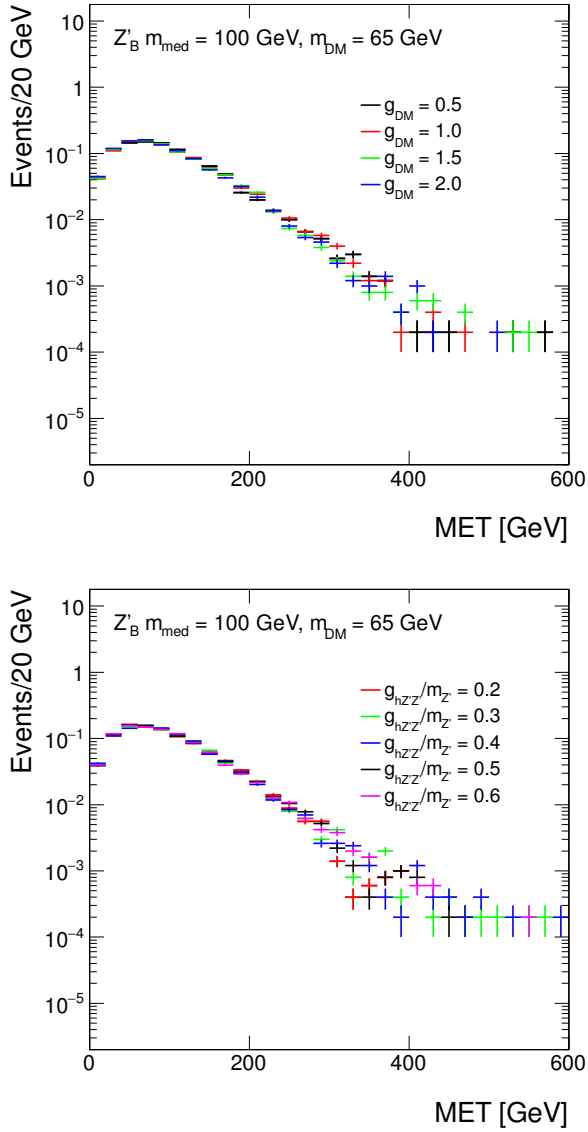 Z'_B m_med = 100 GeV, m_DM = 65 GeV
Events/20 GeV
10
1
10^−1
10^−2
10^−3
10^−4
10^−5
g_DM = 0.5
g_DM = 1.0
g_DM = 1.5
g_DM = 2.0
0 200 400 600
MET [GeV]
Z'_B m_med = 100 GeV, m_DM = 65 GeV
Events/20 GeV
10
1
10^−1
10^−2
10^−3
10^−4
10^−5
g_hZ'Z'/m_Z' = 0.2
g_hZ'Z'/m_Z' = 0.3
g_hZ'Z'/m_Z' = 0.4
g_hZ'Z'/m_Z' = 0.5
g_hZ'Z'/m_Z' = 0.6
0 200 400 600
MET [GeV]